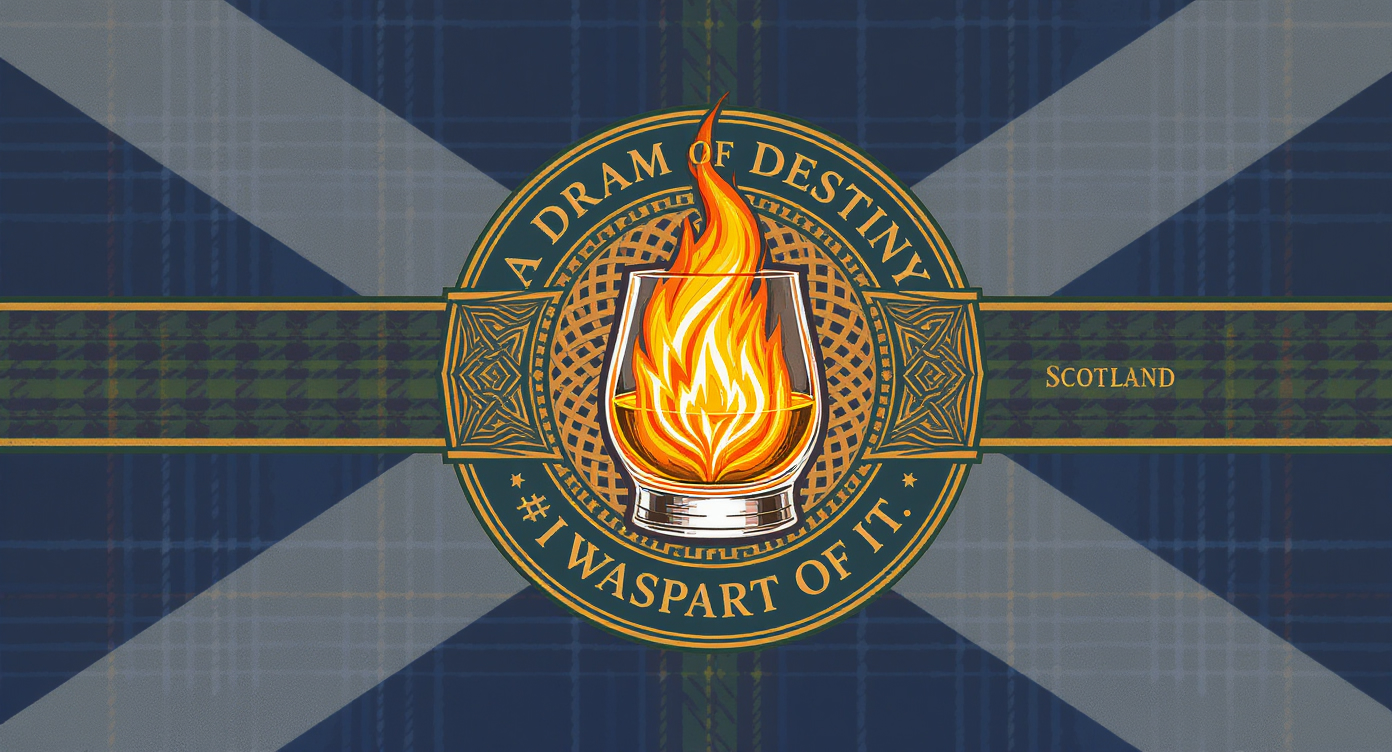 A DRAM OF DESTINY
SCOTLAND
#I WASPART OF IT.